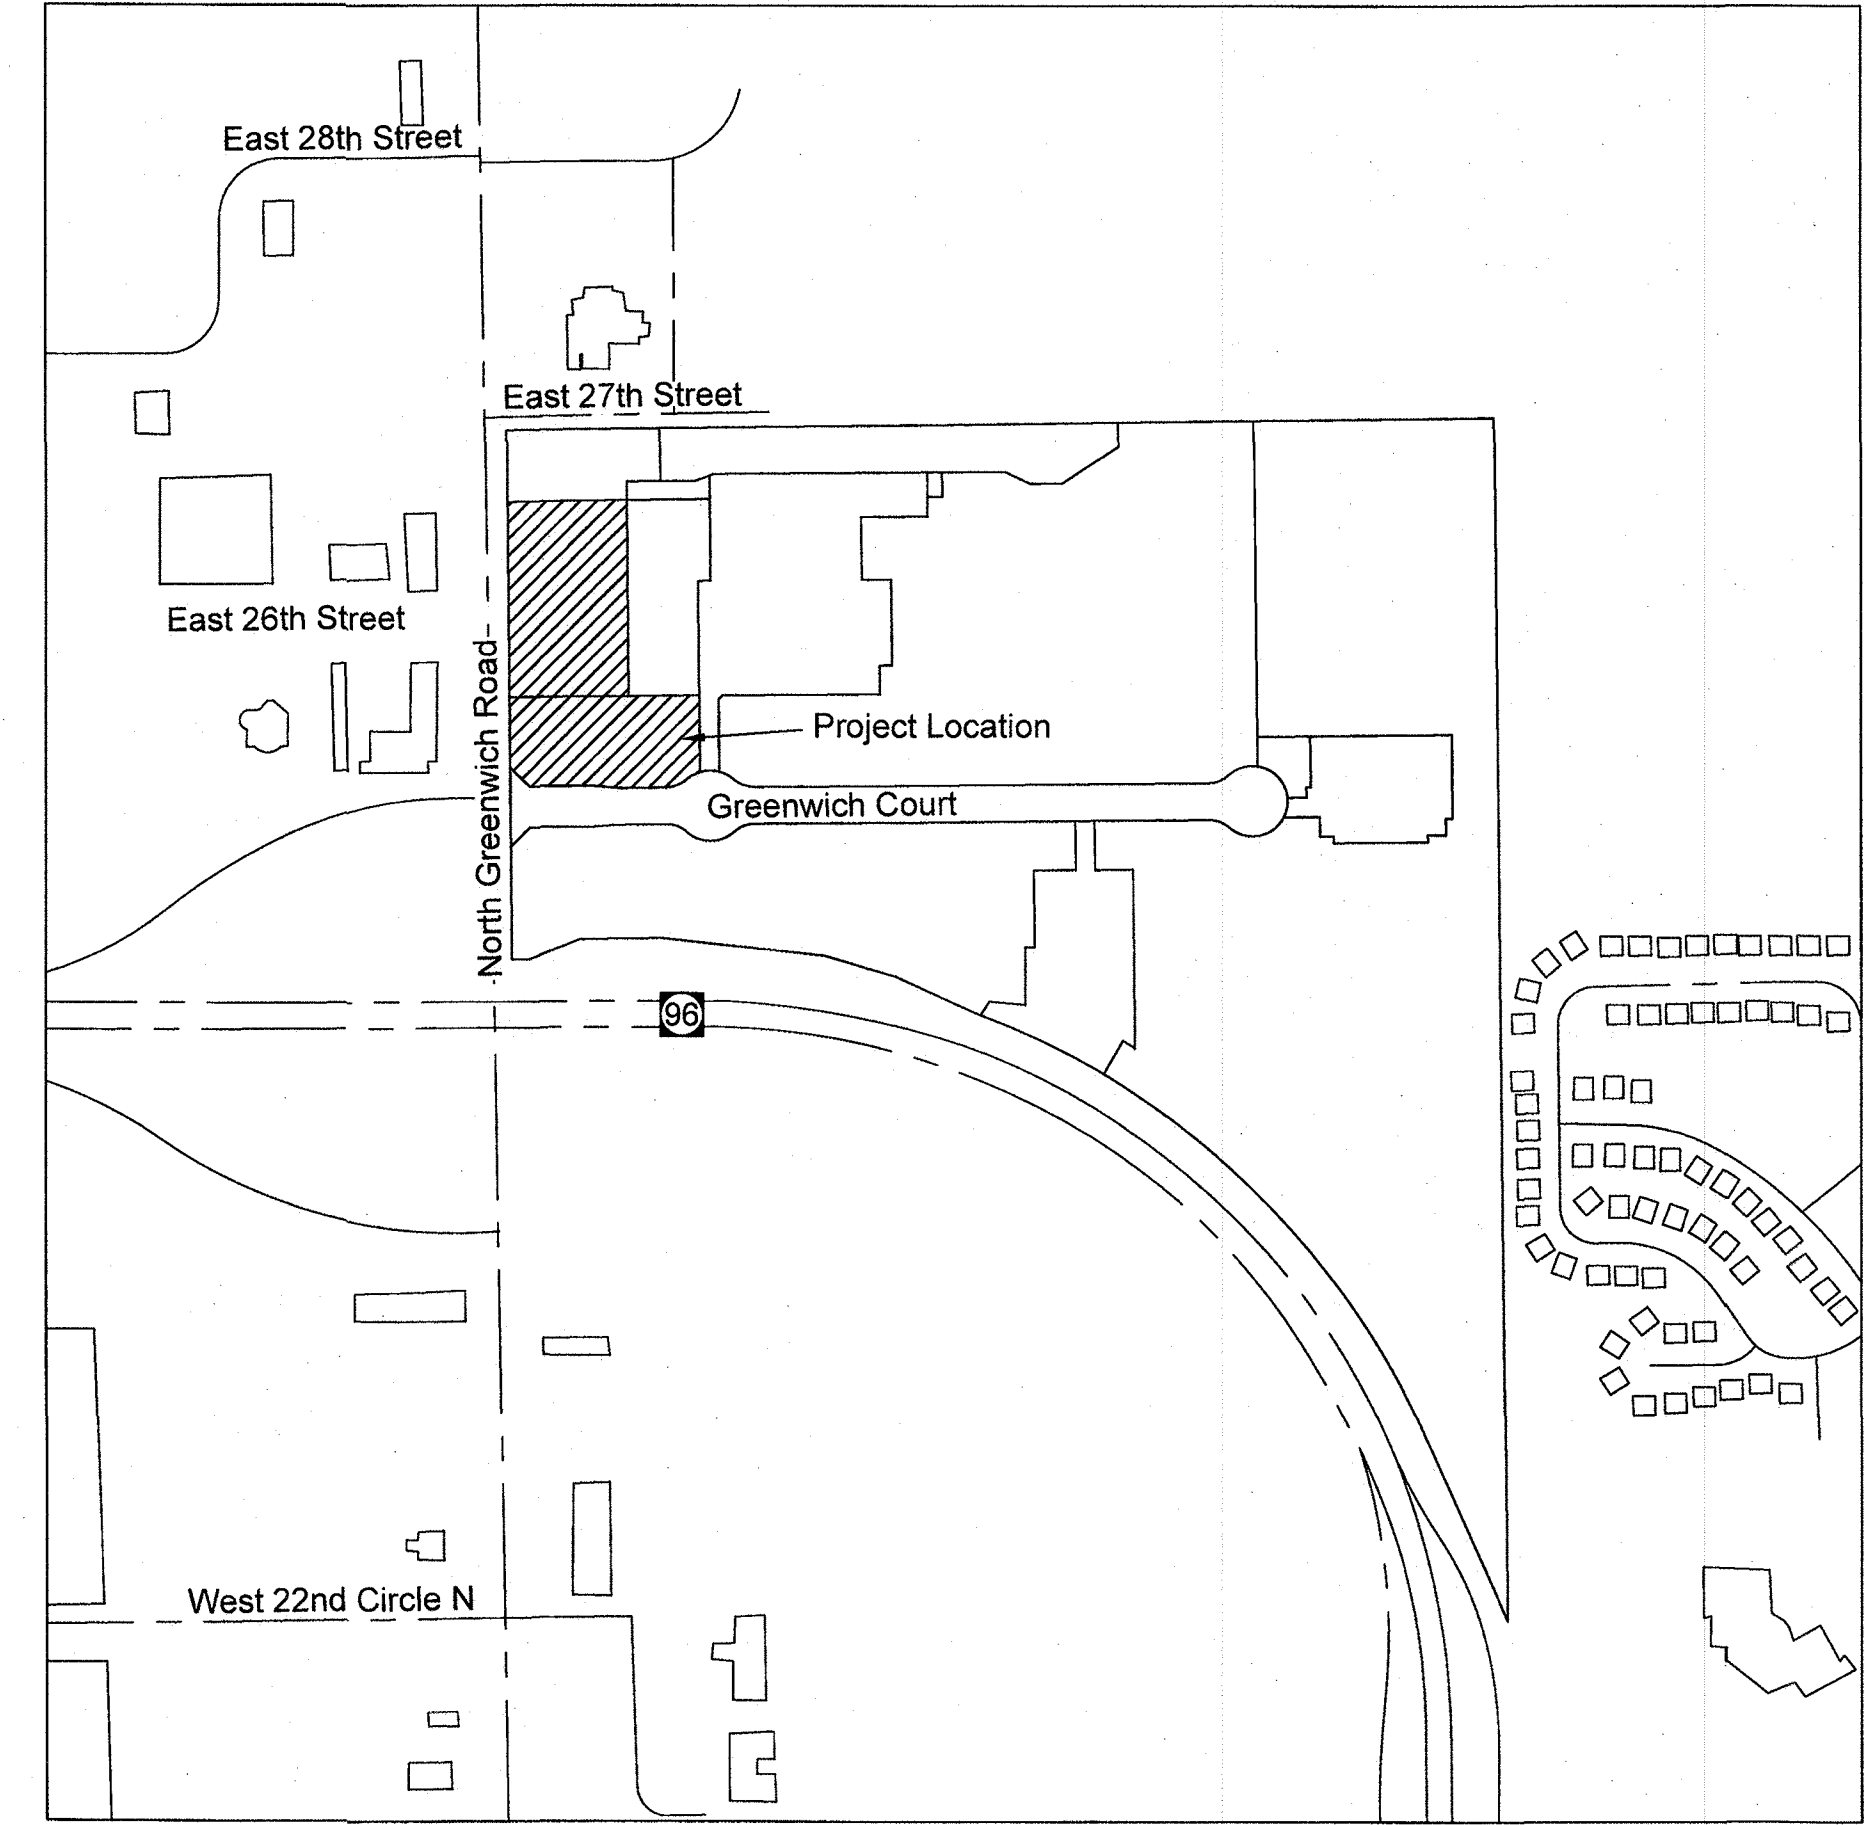 East 28th Street
East 27th Street
East 26th Street
North Greenwich Road
Project Location
Greenwich Court
96
West 22nd Circle N